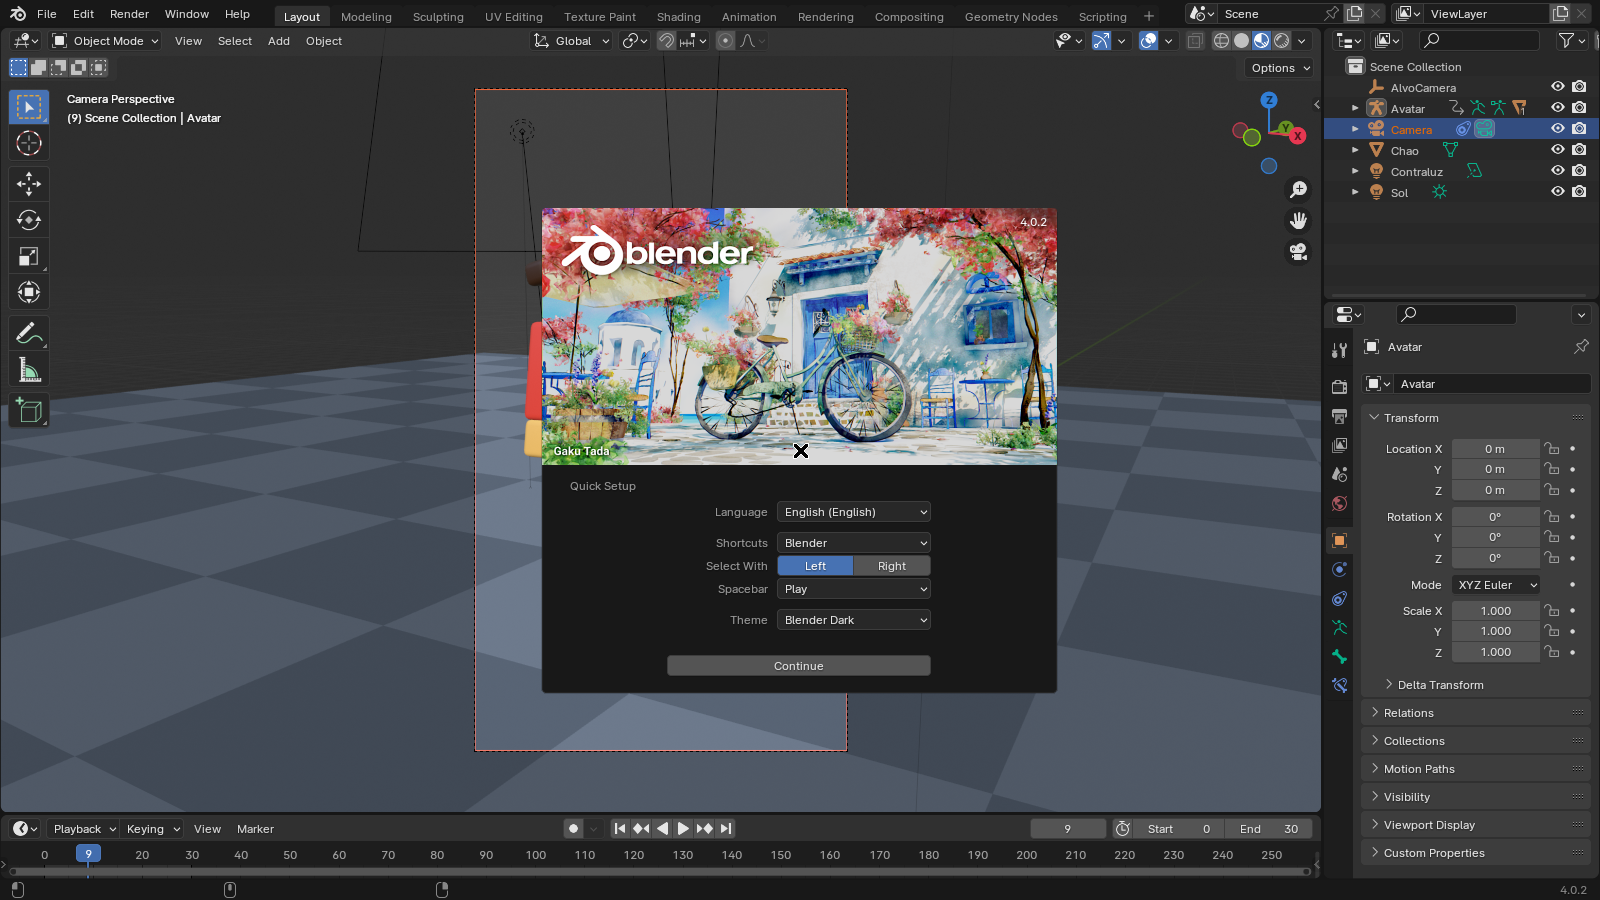 File Edit Render Window Help Layout Modeling Sculpting UV Editing Texture Paint Shading Animation Rendering Compositing Geometry Nodes Scripting Scene ViewLayer
Object Mode View Select Add Object Global
Options
Camera Perspective
(9) Scene Collection | Avatar
Z
Y
X
Scene Collection
AlvoCamera
Avatar
Camera
Chao
Contraluz
Sol
4.0.2
blender
Gaku Tada
Quick Setup
Language English (English)
Shortcuts Blender
Select With Left Right
Spacebar Play
Theme Blender Dark
Continue
Avatar
Avatar
Transform
Location X 0 m
Y 0 m
Z 0 m
Rotation X 0°
Y 0°
Z 0°
Mode XYZ Euler
Scale X 1.000
Y 1.000
Z 1.000
Delta Transform
Relations
Collections
Motion Paths
Visibility
Viewport Display
Custom Properties
Playback Keying View Marker 9 Start 0 End 30
0 9 20 30 40 50 60 70 80 90 100 110 120 130 140 150 160 170 180 190 200 210 220 230 240 250
4.0.2